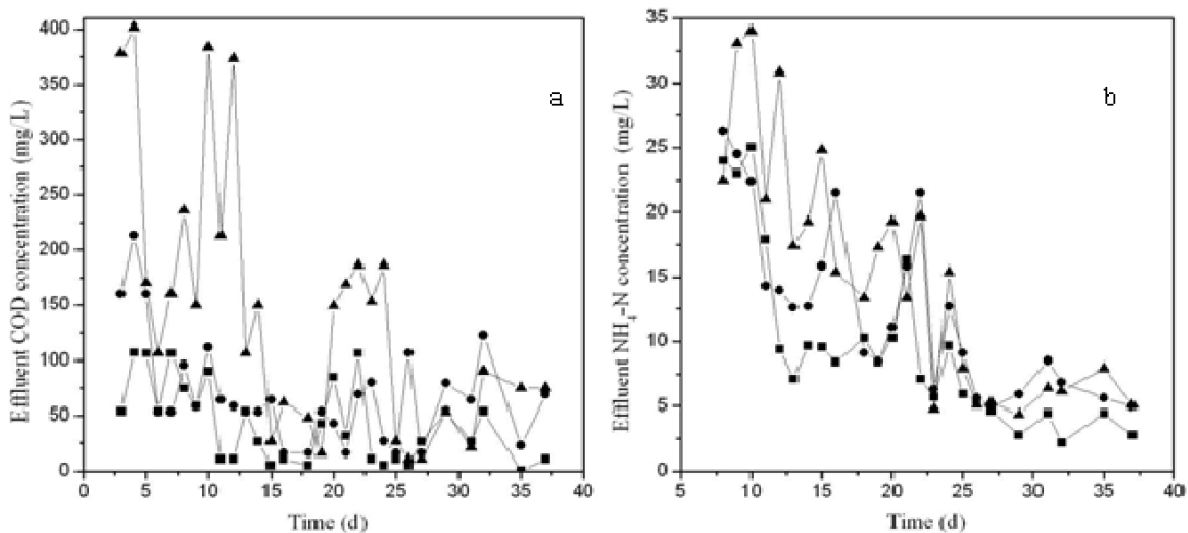 400
350
300
250
200
150
100
50
0
0 5 10 15 20 25 30 35 40
Effluent COD concentration (mg/L)
Time (d)
a
35
30
25
20
15
10
5
0
5 10 15 20 25 30 35 40
Effluent NH4-N concentration (mg/L)
Time (d)
b